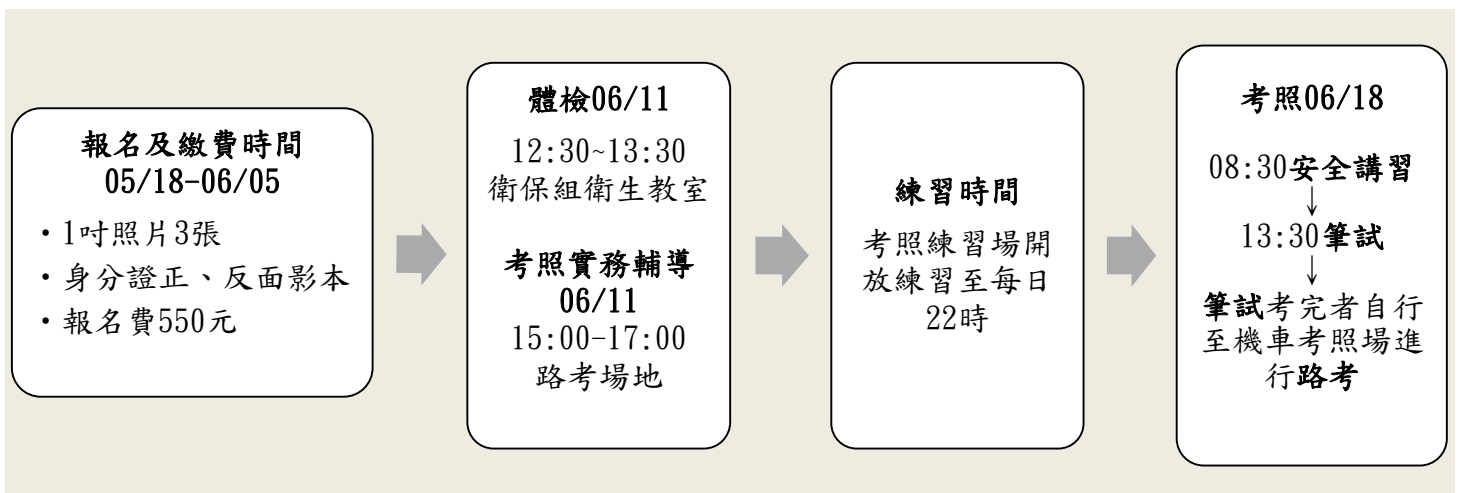 報名及繳費時間
05/18-06/05
・1吋照片3張
・身分證正、反面影本
・報名費550元
體檢06/11
12:30~13:30
衛保組衛生教室
考照實務輔導
06/11
15:00-17:00
路考場地
練習時間
考照練習場開
放練習至每日
22時
考照06/18
08:30安全講習
↓
13:30筆試
↓
筆試考完者自行
至機車考照場進
行路考